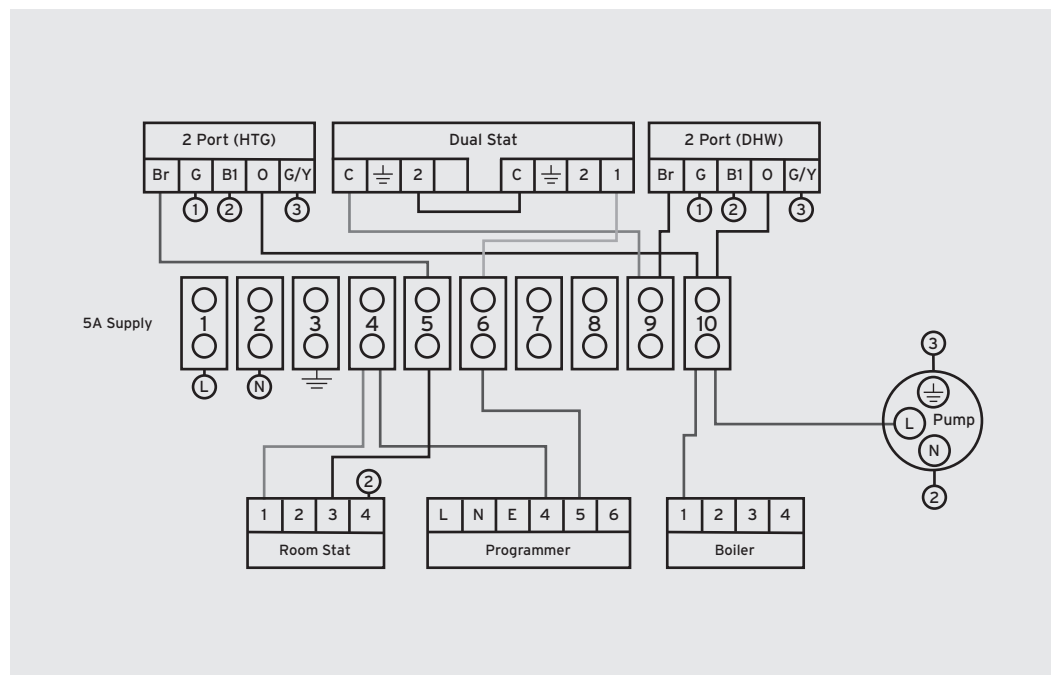 2 Port (HTG) Dual Stat 2 Port (DHW)
Br G B1 O G/Y C 2 C 2 1 Br G B1 O G/Y
1 2 3 1 2 3
5A Supply 1 2 3 4 5 6 7 8 9 10
L N
3
L Pump
N
2
2
1 2 3 4 L N E 4 5 6 1 2 3 4
Room Stat Programmer Boiler